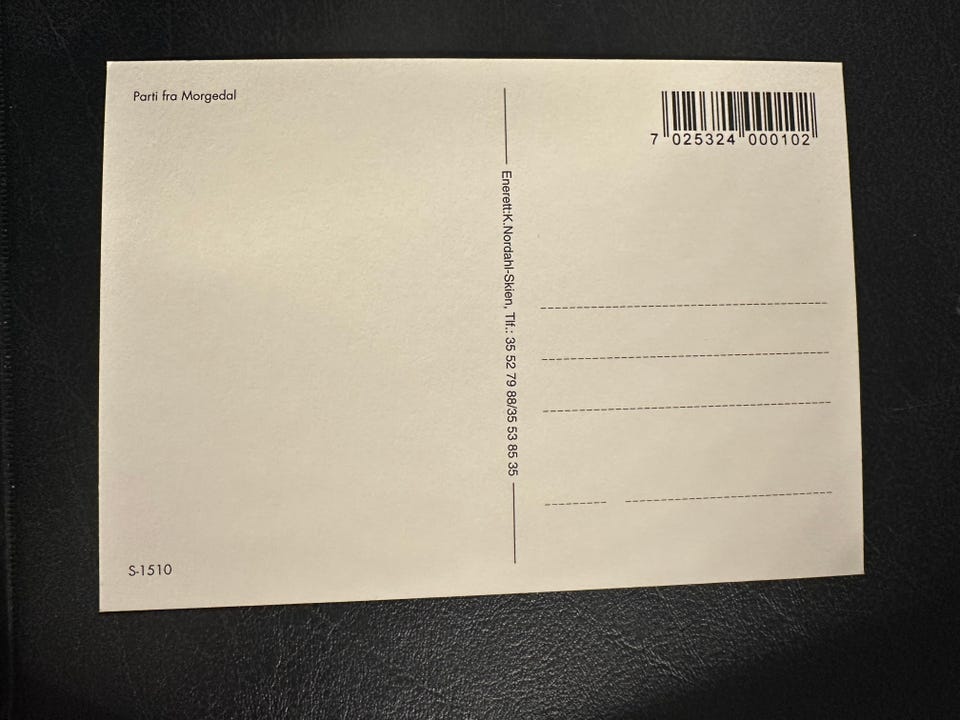 Parti fra Morgedal
7 025324 000102
Enerett:K.Nordahl-Skien, Tlf.: 35 52 79 88/35 53 85 35
S-1510